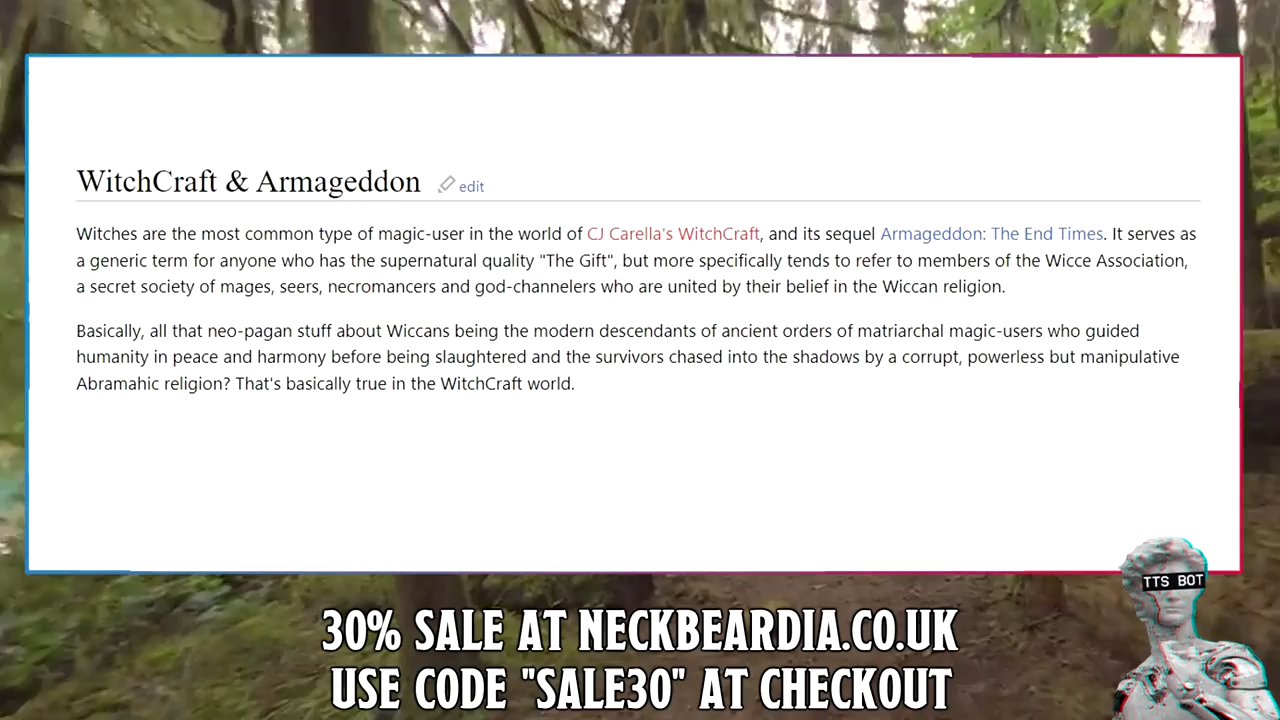 WitchCraft & Armageddon edit
Witches are the most common type of magic-user in the world of CJ Carella's WitchCraft, and its sequel Armageddon: The End Times. It serves as
a generic term for anyone who has the supernatural quality "The Gift", but more specifically tends to refer to members of the Wicce Association,
a secret society of mages, seers, necromancers and god-channelers who are united by their belief in the Wiccan religion.
Basically, all that neo-pagan stuff about Wiccans being the modern descendants of ancient orders of matriarchal magic-users who guided
humanity in peace and harmony before being slaughtered and the survivors chased into the shadows by a corrupt, powerless but manipulative
Abramahic religion? That's basically true in the WitchCraft world.
TTS BOT
30% SALE AT NECKBEARDIA.CO.UK
USE CODE "SALE30" AT CHECKOUT